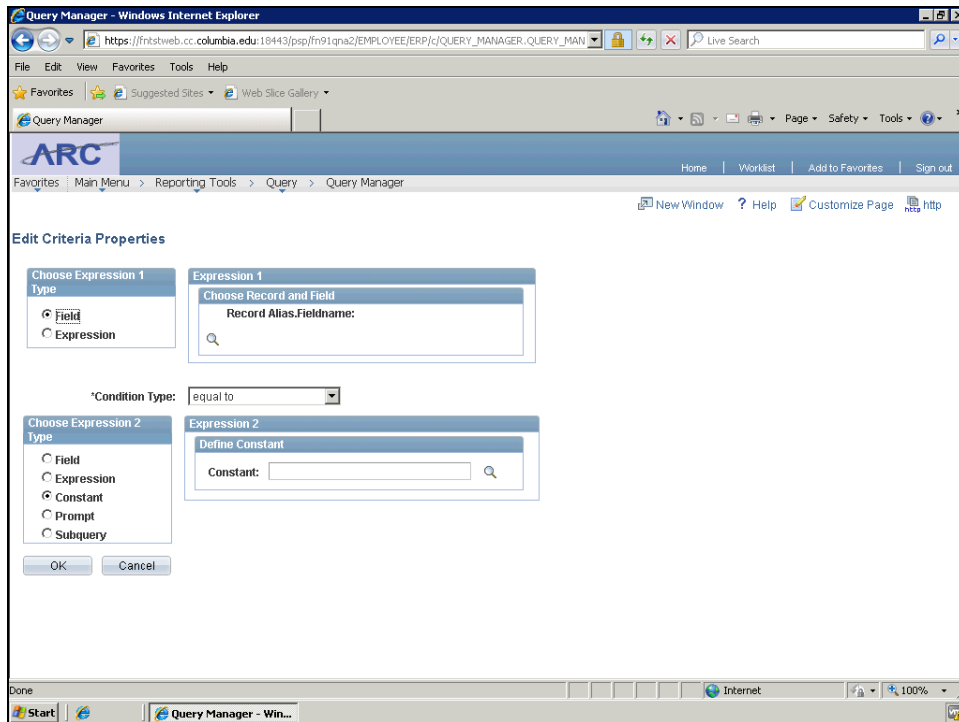 Query Manager - Windows Internet Explorer
https://fntstweb.cc.columbia.edu:18443/psp/fn91qna2/EMPLOYEE/ERP/c/QUERY_MANAGER.QUERY_MAN
Live Search
File Edit View Favorites Tools Help
Favorites Suggested Sites Web Slice Gallery
Query Manager
Page Safety Tools
ARC
Home | Worklist | Add to Favorites | Sign out
Favorites Main Menu > Reporting Tools > Query > Query Manager
New Window ? Help Customize Page http
Edit Criteria Properties
Choose Expression 1 Type
Field
Expression
Expression 1
Choose Record and Field
Record Alias.Fieldname:
*Condition Type: equal to
Choose Expression 2 Type
Field
Expression
Constant
Prompt
Subquery
Expression 2
Define Constant
Constant:
OK Cancel
Done Internet 100%
Start Query Manager - Win...